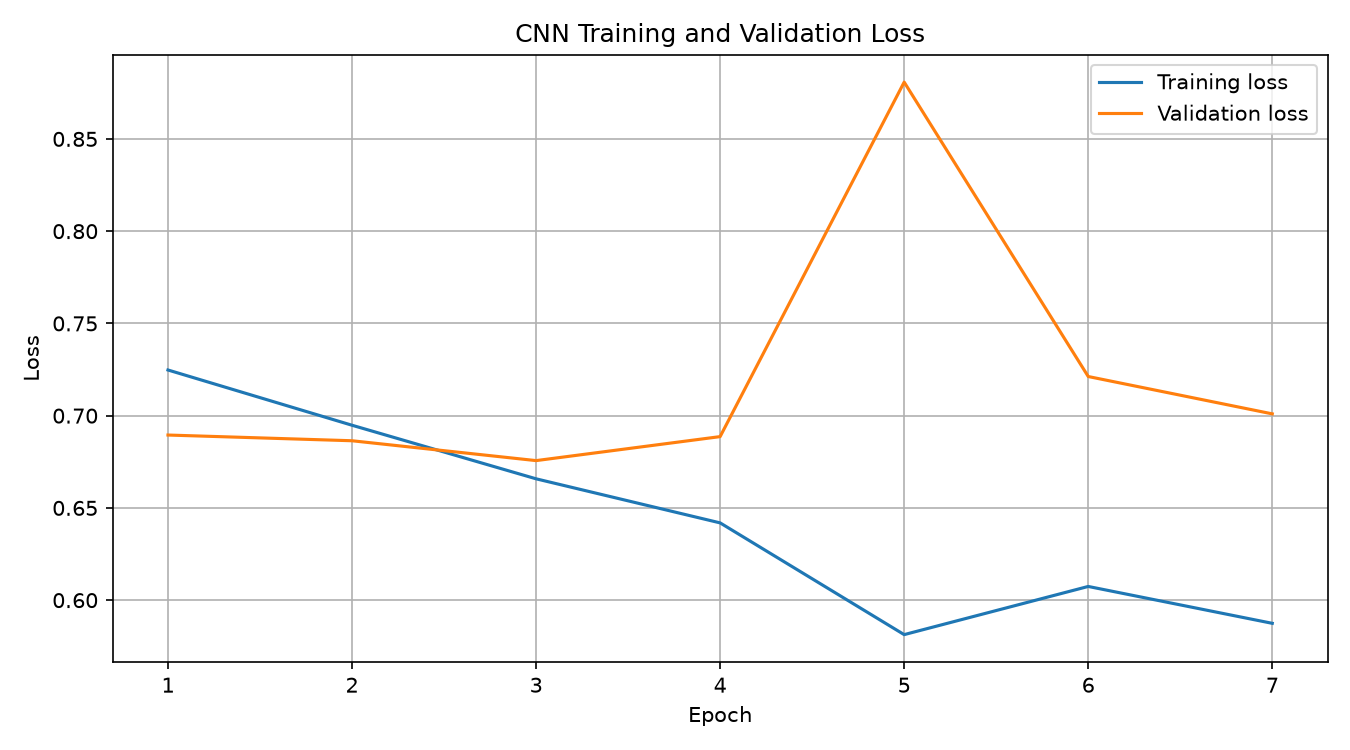 CNN Training and Validation Loss
Training loss
Validation loss
0.85
0.80
0.75
0.70
0.65
0.60
Loss
1 2 3 4 5 6 7
Epoch